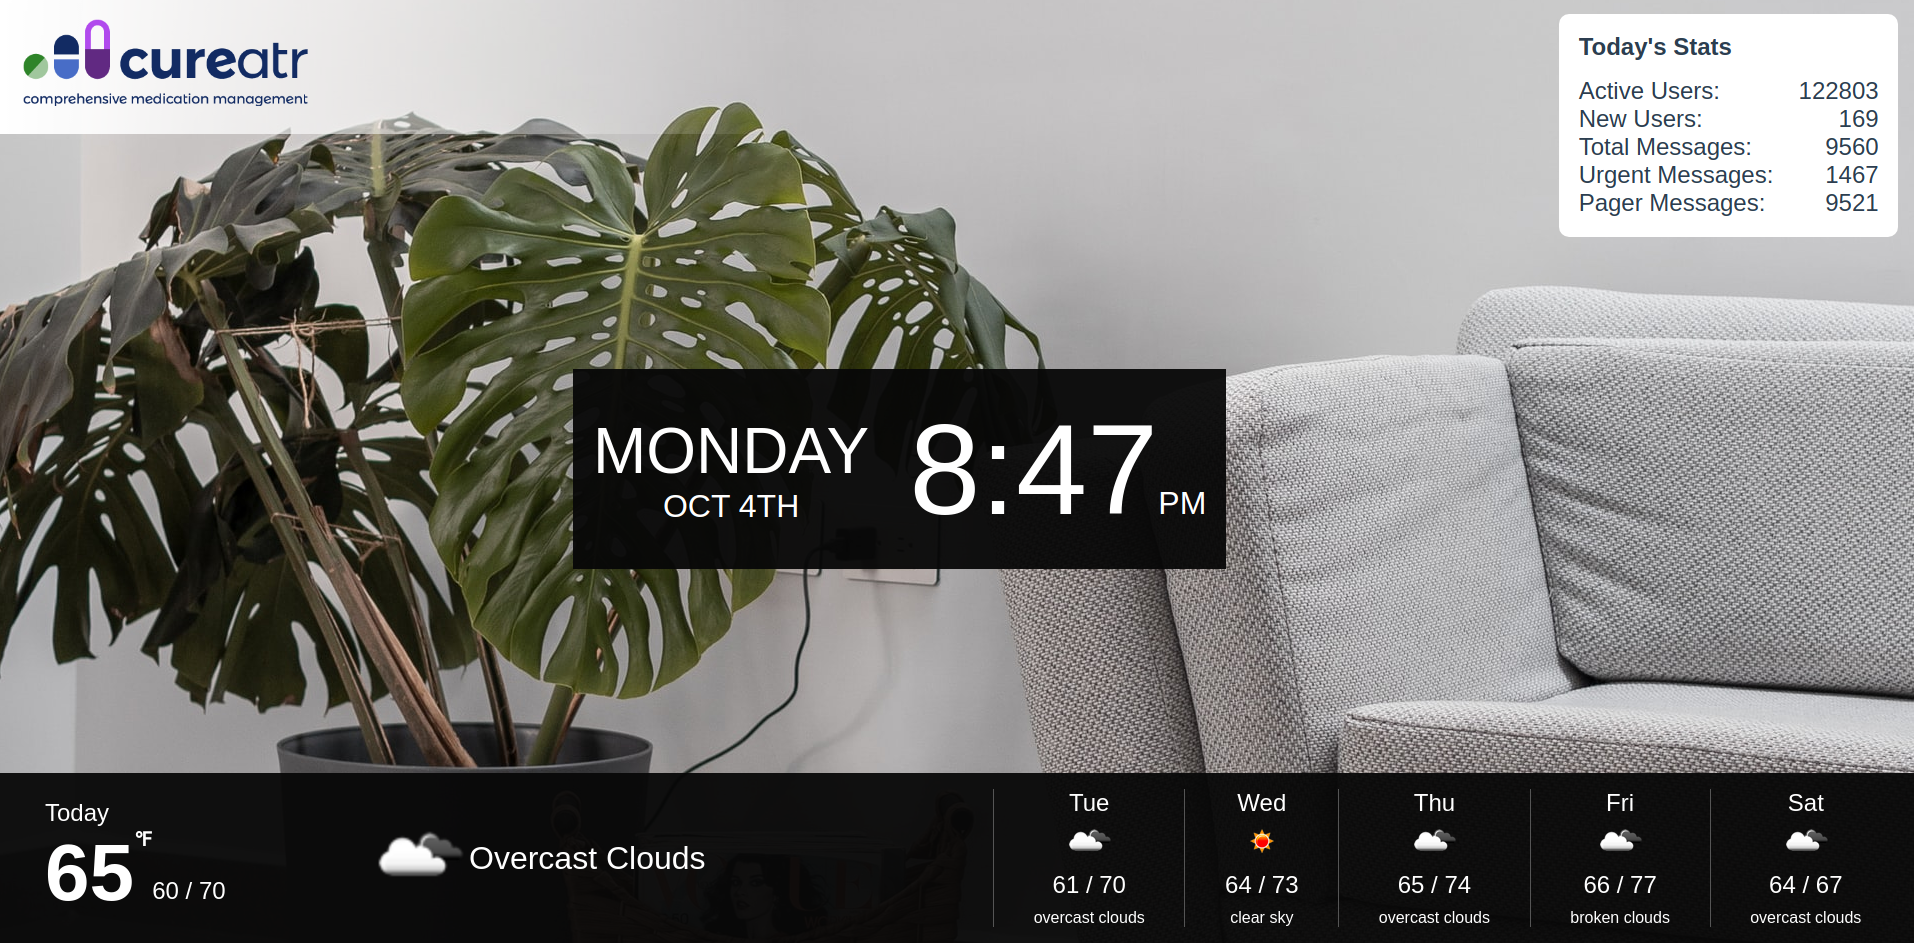 cureatr
comprehensive medication management
Today's Stats
Active Users: 122803
New Users: 169
Total Messages: 9560
Urgent Messages: 1467
Pager Messages: 9521
MONDAY
OCT 4TH
8:47 PM
Today
65 °F 60 / 70
Overcast Clouds
Tue
61 / 70
overcast clouds
Wed
64 / 73
clear sky
Thu
65 / 74
overcast clouds
Fri
66 / 77
broken clouds
Sat
64 / 67
overcast clouds